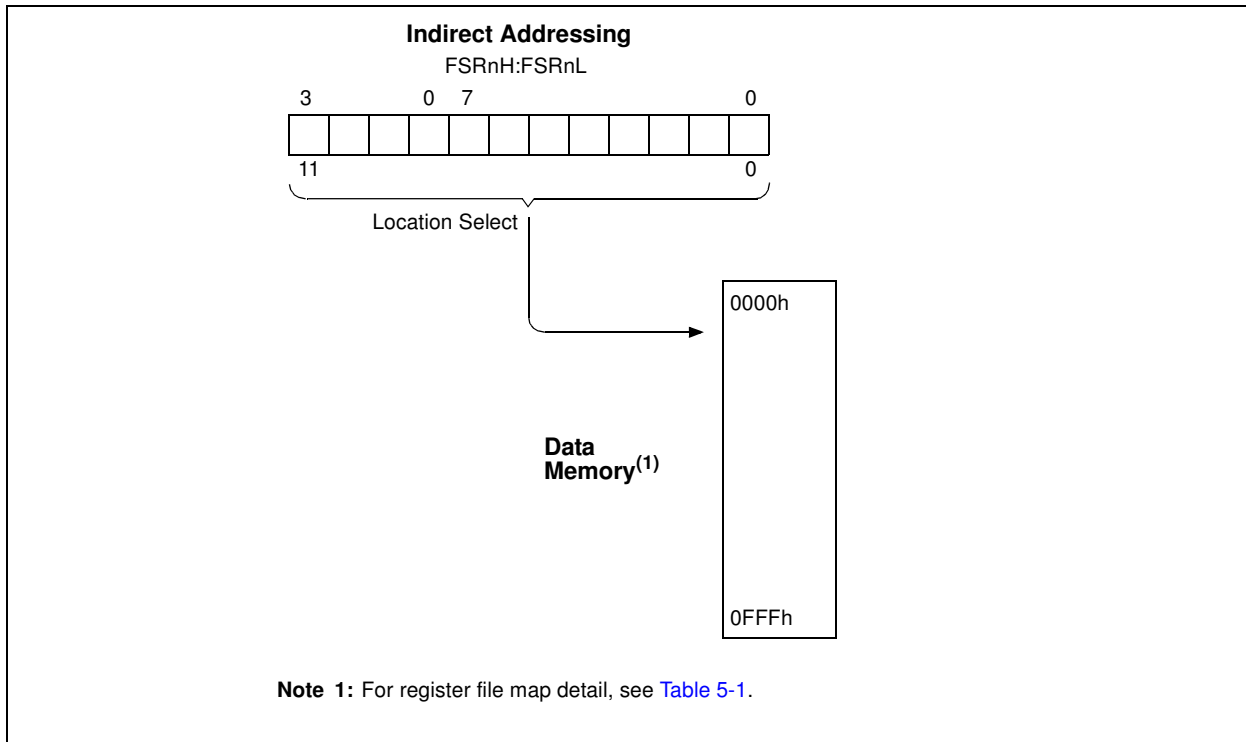 Indirect Addressing
FSRnH:FSRnL
3 0 7 0
11 0
Location Select
0000h
Data
Memory(1)
0FFFh
Note 1: For register file map detail, see Table 5-1.